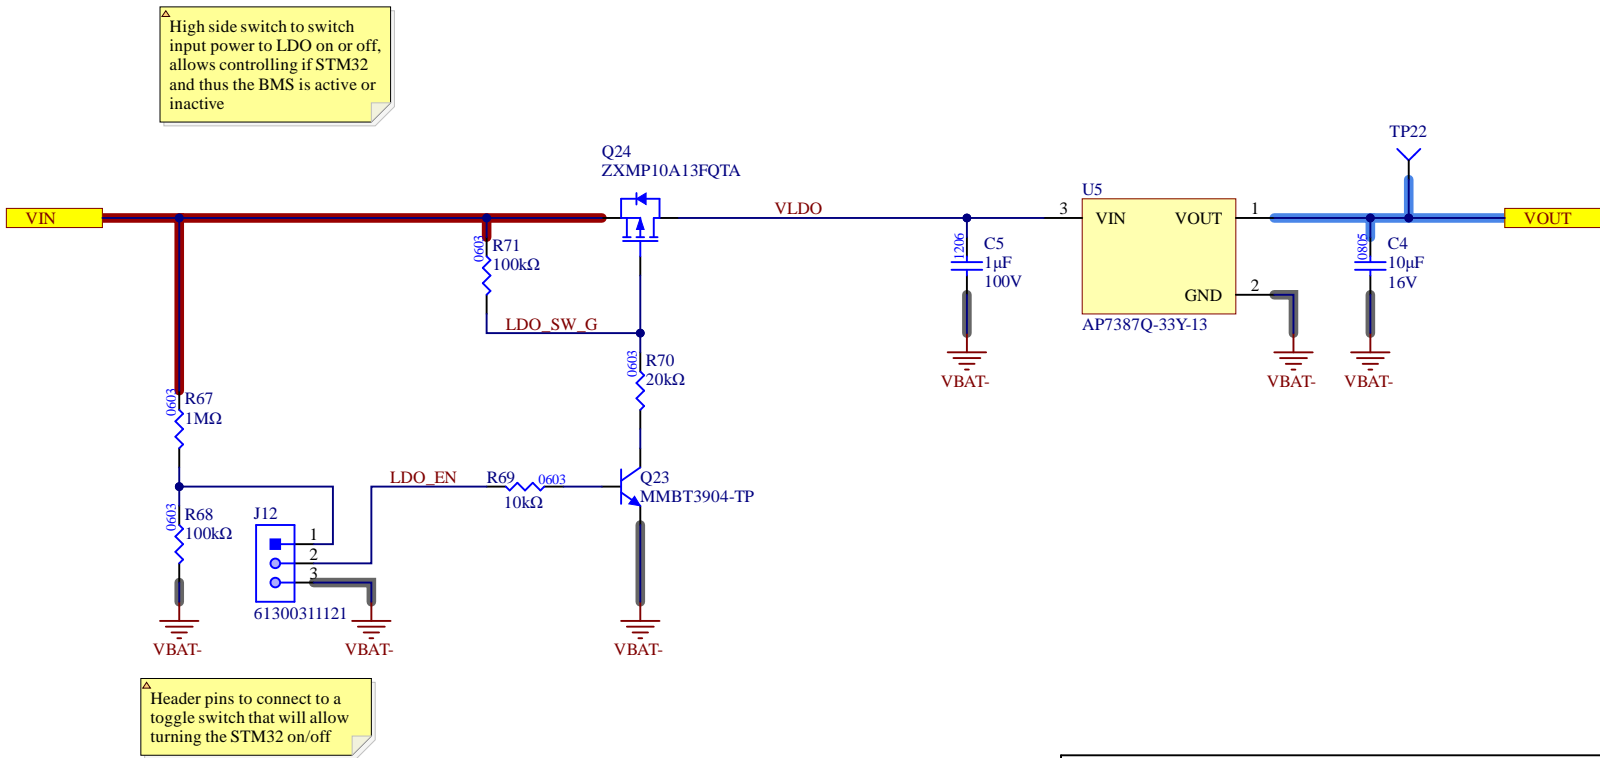 High side switch to switch
input power to LDO on or off,
allows controlling if STM32
and thus the BMS is active or
inactive
Q24
ZXMP10A13FQTA
TP22
U5
VIN
VLDO
3
VIN
VOUT
1
VOUT
0603
R71
100kΩ
1206
C5
1µF
100V
0805
C4
10µF
16V
GND
2
LDO_SW_G
AP7387Q-33Y-13
0603
R70
20kΩ
VBAT-
VBAT-
VBAT-
0603
R67
1MΩ
LDO_EN
R69
0603
10kΩ
Q23
MMBT3904-TP
0603
R68
100kΩ
J12
1
2
3
61300311121
VBAT-
VBAT-
VBAT-
Header pins to connect to a
toggle switch that will allow
turning the STM32 on/off